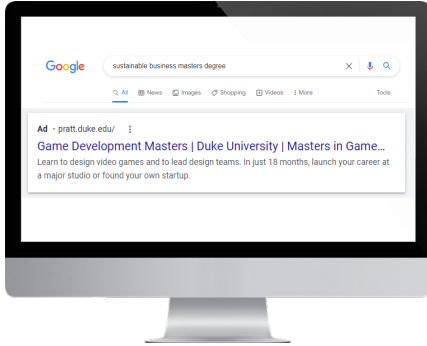 Google
sustainable business masters degree
All News Images Shopping Videos More Tools
Ad · pratt.duke.edu/
Game Development Masters | Duke University | Masters in Game...
Learn to design video games and to lead design teams. In just 18 months, launch your career at
a major studio or found your own startup.